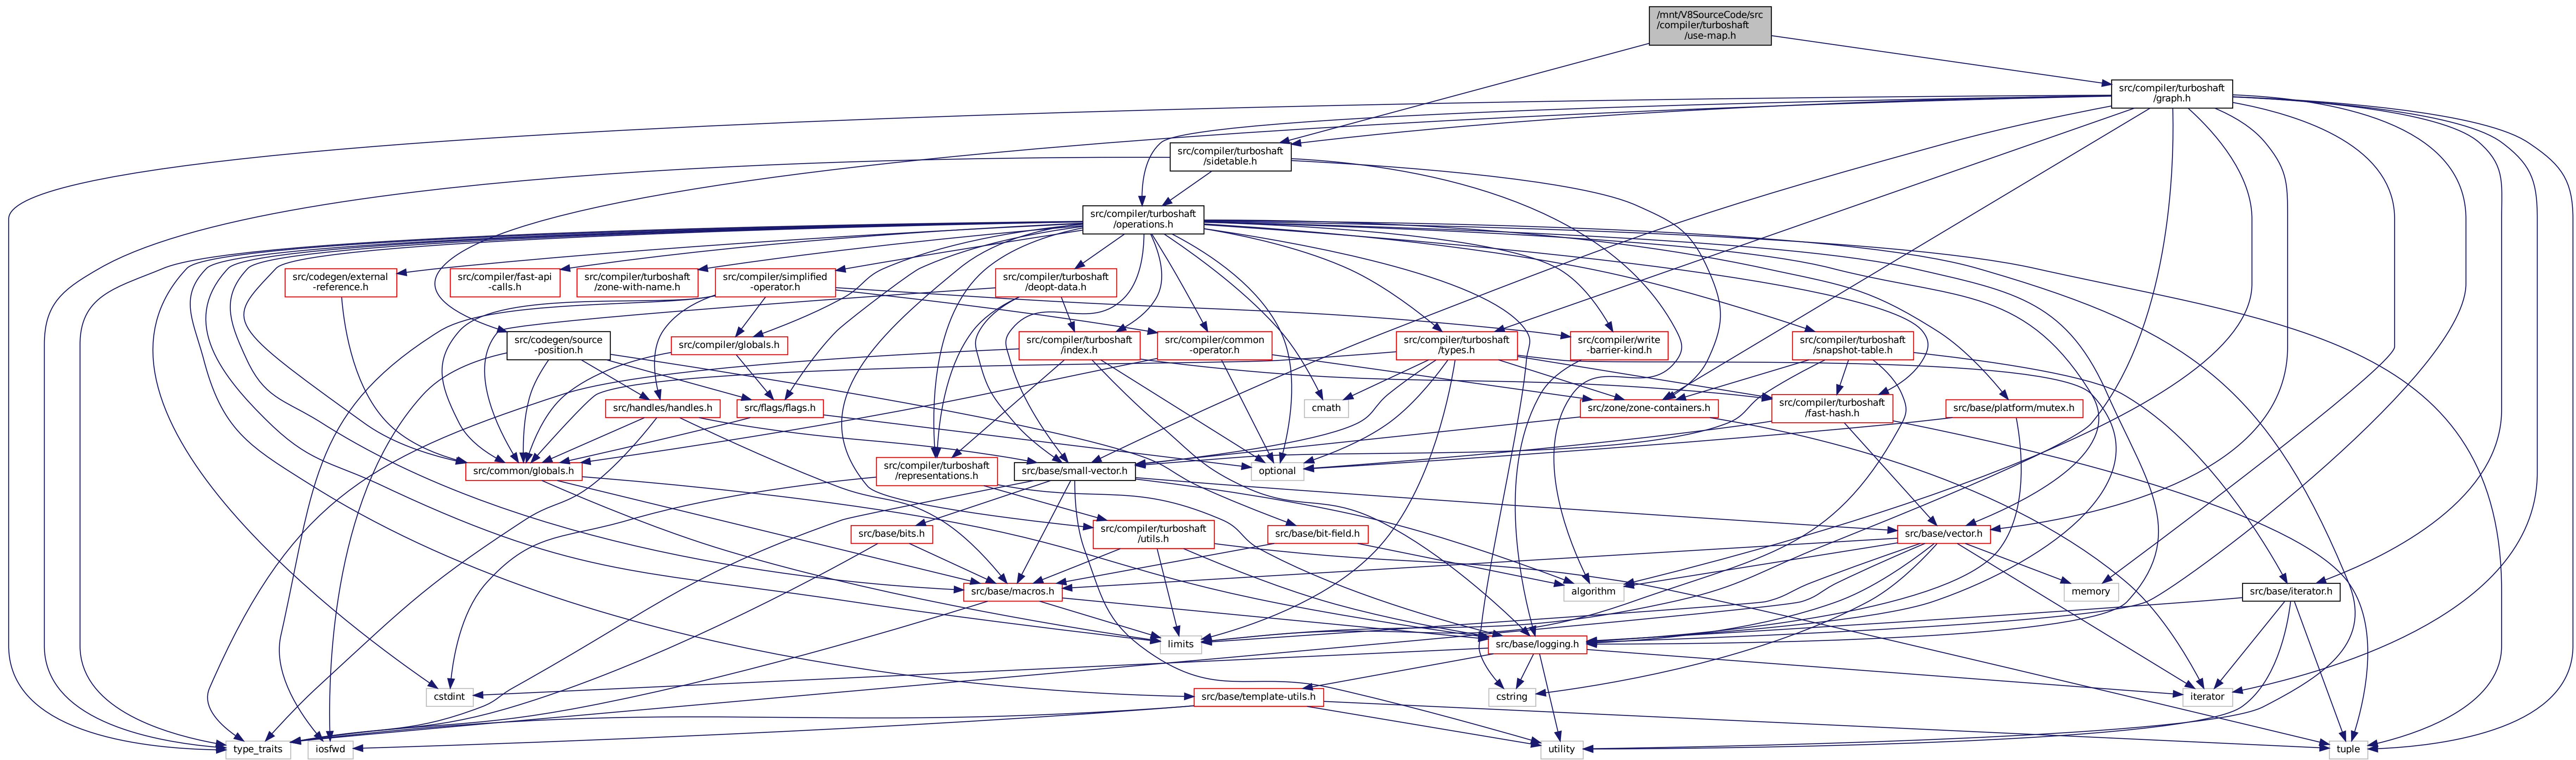 /mnt/V8SourceCode/src
/compiler/turboshaft
/use-map.h
src/compiler/turboshaft
/graph.h
src/compiler/turboshaft
/sidetable.h
src/compiler/turboshaft
/operations.h
src/codegen/external
-reference.h
src/compiler/fast-api
-calls.h
src/compiler/turboshaft
/zone-with-name.h
src/compiler/simplified
-operator.h
src/compiler/turboshaft
/deopt-data.h
src/codegen/source
-position.h
src/compiler/globals.h
src/compiler/turboshaft
/index.h
src/compiler/common
-operator.h
src/compiler/turboshaft
/types.h
src/compiler/write
-barrier-kind.h
src/compiler/turboshaft
/snapshot-table.h
src/handles/handles.h
src/flags/flags.h
cmath
src/zone/zone-containers.h
src/compiler/turboshaft
/fast-hash.h
src/base/platform/mutex.h
src/common/globals.h
src/compiler/turboshaft
/representations.h
src/base/small-vector.h
optional
src/base/bits.h
src/compiler/turboshaft
/utils.h
src/base/bit-field.h
src/base/vector.h
src/base/macros.h
algorithm
memory
src/base/iterator.h
limits
src/base/logging.h
cstdint
src/base/template-utils.h
cstring
iterator
type_traits
iosfwd
utility
tuple